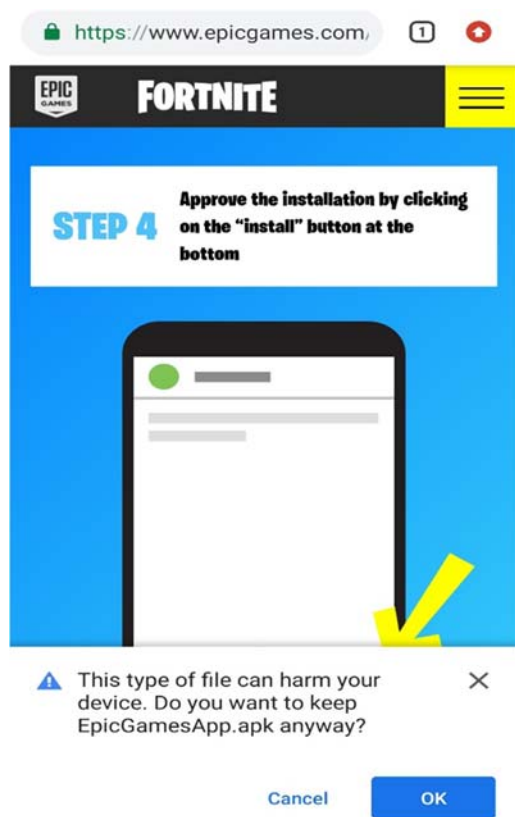 https://www.epicgames.com/
1
EPIC
GAMES
FORTNITE
STEP 4
Approve the installation by clicking
on the “install” button at the
bottom
This type of file can harm your
device. Do you want to keep
EpicGamesApp.apk anyway?
Cancel
OK